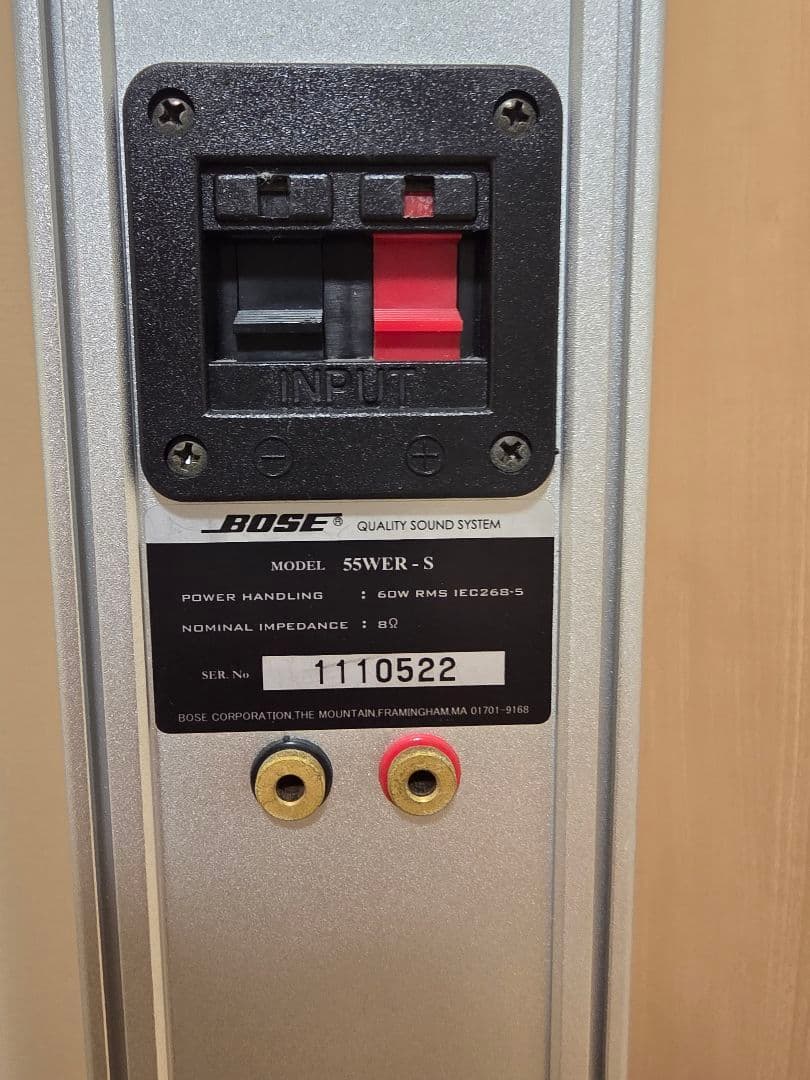 INPUT
− +
BOSE® QUALITY SOUND SYSTEM
MODEL 55WER - S
POWER HANDLING : 60W RMS IEC268-5
NOMINAL IMPEDANCE : 8Ω
SER. No 1110522
BOSE CORPORATION,THE MOUNTAIN,FRAMINGHAM,MA 01701-9168